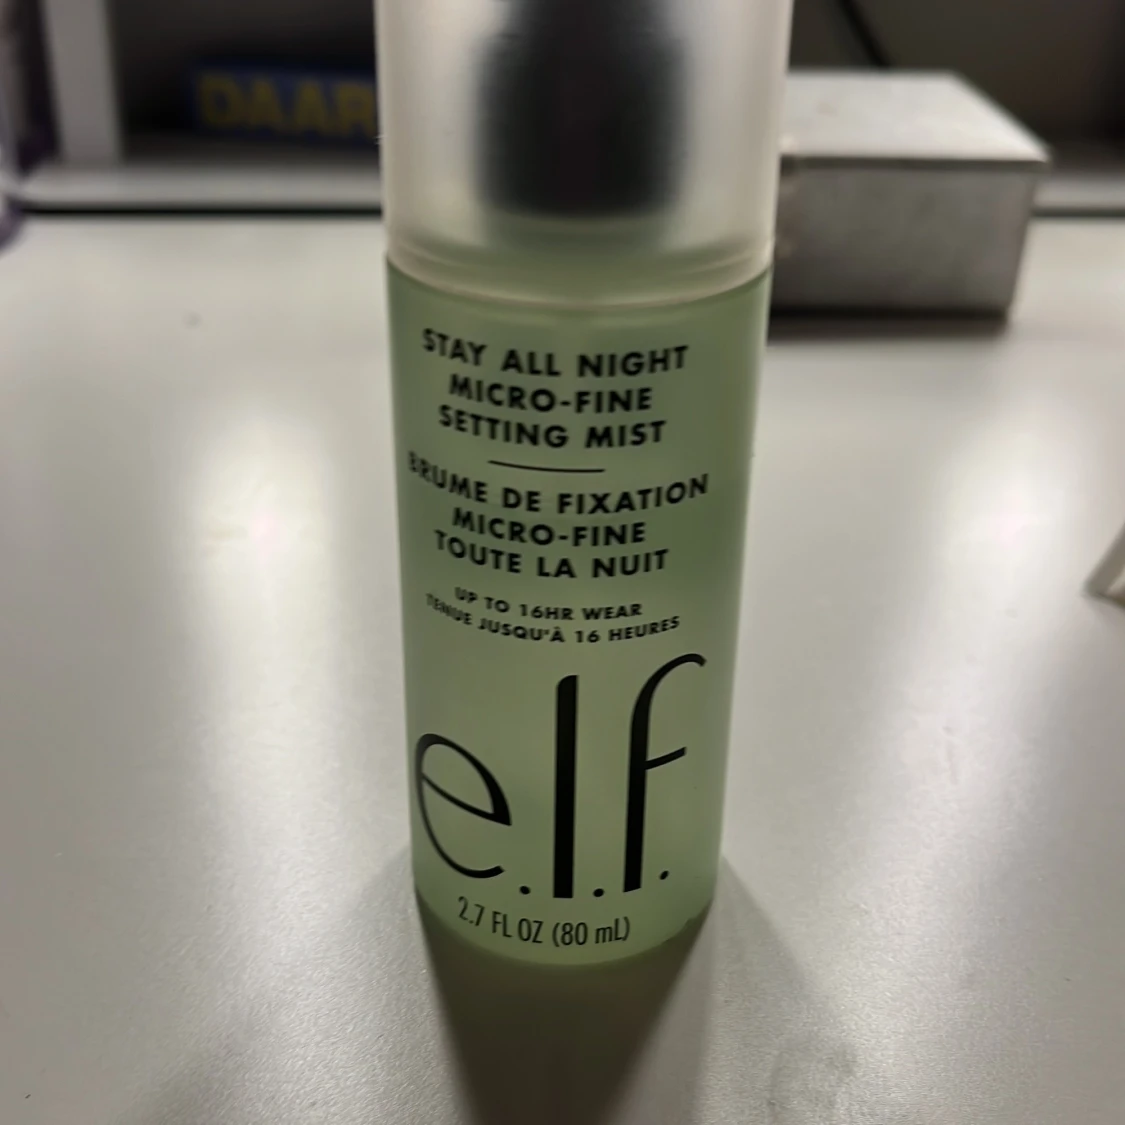 DAAR
STAY ALL NIGHT
MICRO-FINE
SETTING MIST
BRUME DE FIXATION
MICRO-FINE
TOUTE LA NUIT
UP TO 16HR WEAR
TENUE JUSQU'À 16 HEURES
e.l.f.
2.7 FL OZ (80 mL)